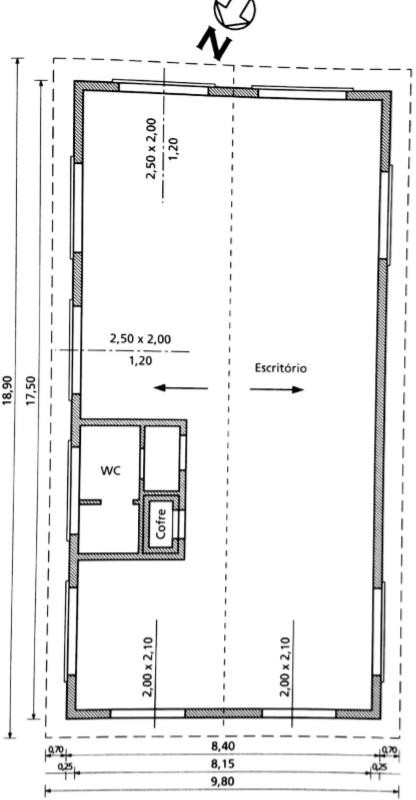 N
2,50 x 2,00
1,20
2,50 x 2,00
1,20
Escritório
18,90
17,50
WC
Cofre
2,00 x 2,10
2,00 x 2,10
0,70
8,40
0,70
0,25
8,15
0,25
9,80